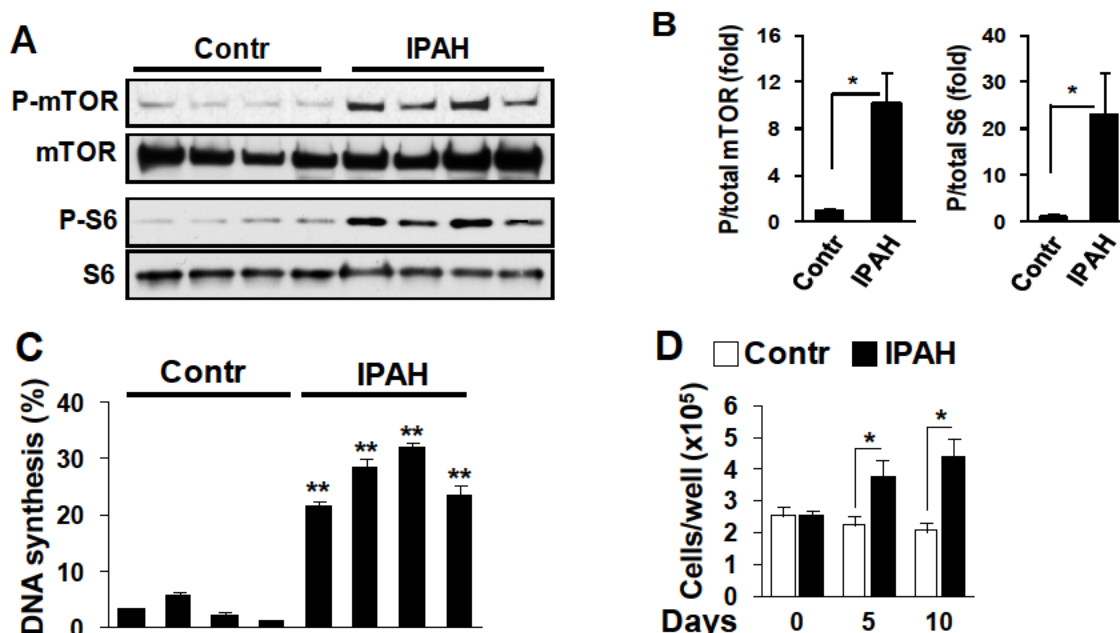 A
Contr IPAH
P-mTOR
mTOR
P-S6
S6
B
P/total mTOR (fold)
16
12
8
4
0
*
Contr
IPAH
P/total S6 (fold)
40
30
20
10
0
*
Contr
IPAH
C
Contr IPAH
DNA synthesis (%)
40
30
20
10
0
** ** ** **
D
Contr IPAH
Cells/well (x10⁵)
6
5
4
3
2
1
0
* *
Days 0 5 10